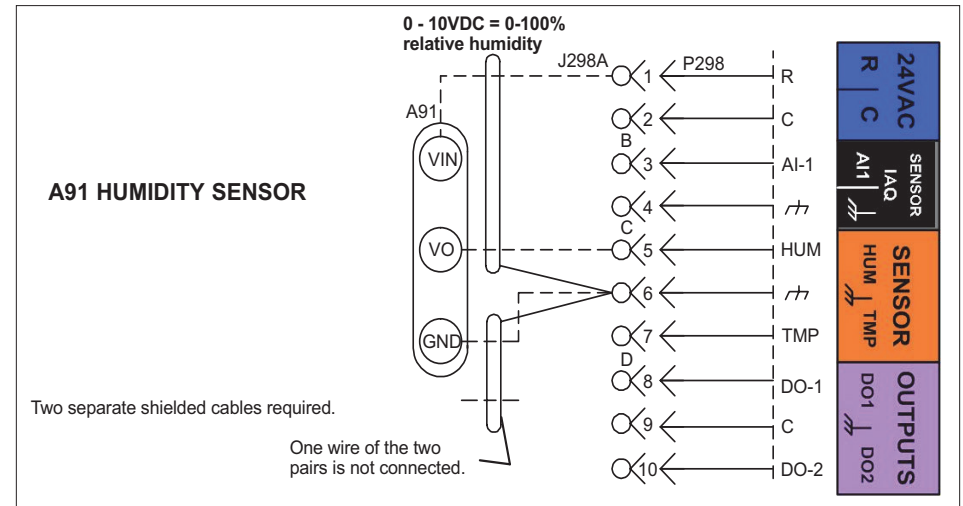 0 - 10VDC = 0-100%
relative humidity
J298A
P298
A91
A91 HUMIDITY SENSOR
VIN
VO
GND
1 R
2 C
B
3 AI-1
4
C
5 HUM
6
7 TMP
D
8 DO-1
9 C
10 DO-2
Two separate shielded cables required.
One wire of the two
pairs is not connected.
24VAC
R C
SENSOR
IAQ
AI1
SENSOR
HUM TMP
OUTPUTS
DO1 DO2